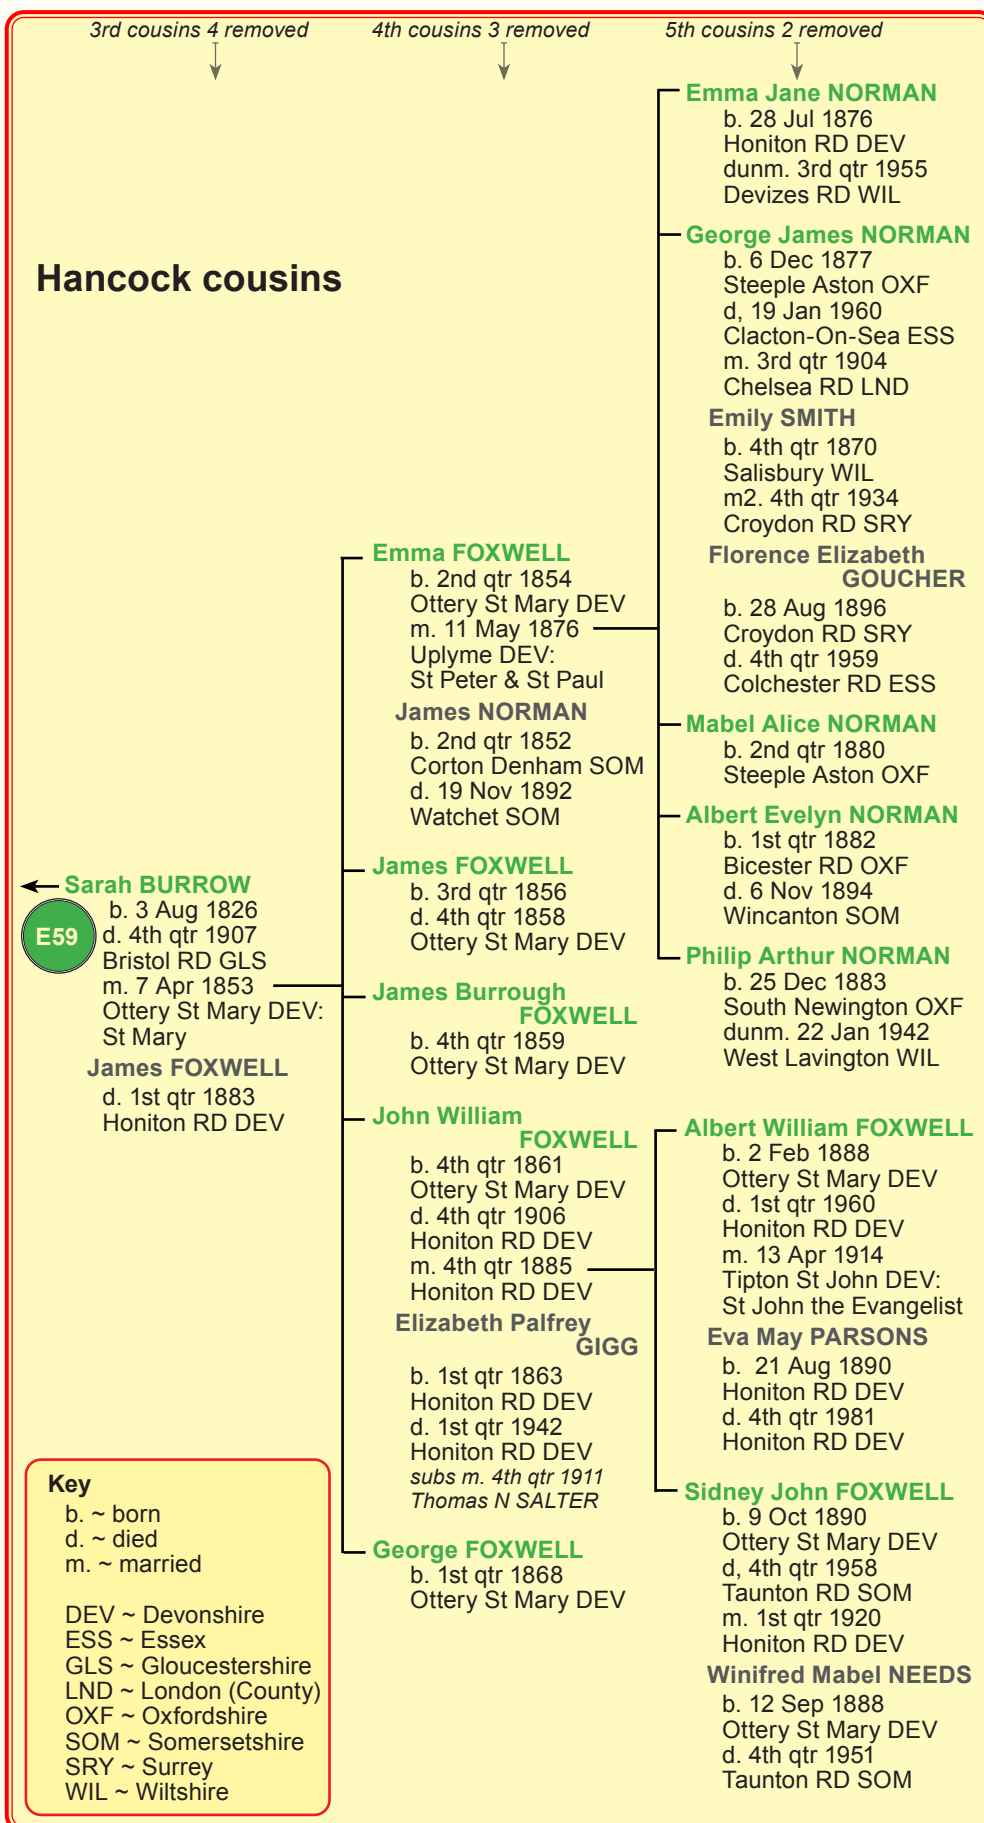 3rd cousins 4 removed
4th cousins 3 removed
5th cousins 2 removed
Hancock cousins
Sarah BURROW
E59
b. 3 Aug 1826
d. 4th qtr 1907
Bristol RD GLS
m. 7 Apr 1853
Ottery St Mary DEV:
St Mary
James FOXWELL
d. 1st qtr 1883
Honiton RD DEV
Emma FOXWELL
b. 2nd qtr 1854
Ottery St Mary DEV
m. 11 May 1876
Uplyme DEV:
St Peter & St Paul
James NORMAN
b. 2nd qtr 1852
Corton Denham SOM
d. 19 Nov 1892
Watchet SOM
James FOXWELL
b. 3rd qtr 1856
d. 4th qtr 1858
Ottery St Mary DEV
James Burrough
FOXWELL
b. 4th qtr 1859
Ottery St Mary DEV
John William
FOXWELL
b. 4th qtr 1861
Ottery St Mary DEV
d. 4th qtr 1906
Honiton RD DEV
m. 4th qtr 1885
Honiton RD DEV
Elizabeth Palfrey
GIGG
b. 1st qtr 1863
Honiton RD DEV
d. 1st qtr 1942
Honiton RD DEV
subs m. 4th qtr 1911
Thomas N SALTER
George FOXWELL
b. 1st qtr 1868
Ottery St Mary DEV
Emma Jane NORMAN
b. 28 Jul 1876
Honiton RD DEV
dunm. 3rd qtr 1955
Devizes RD WIL
George James NORMAN
b. 6 Dec 1877
Steeple Aston OXF
d, 19 Jan 1960
Clacton-On-Sea ESS
m. 3rd qtr 1904
Chelsea RD LND
Emily SMITH
b. 4th qtr 1870
Salisbury WIL
m2. 4th qtr 1934
Croydon RD SRY
Florence Elizabeth
GOUCHER
b. 28 Aug 1896
Croydon RD SRY
d. 4th qtr 1959
Colchester RD ESS
Mabel Alice NORMAN
b. 2nd qtr 1880
Steeple Aston OXF
Albert Evelyn NORMAN
b. 1st qtr 1882
Bicester RD OXF
d. 6 Nov 1894
Wincanton SOM
Philip Arthur NORMAN
b. 25 Dec 1883
South Newington OXF
dunm. 22 Jan 1942
West Lavington WIL
Albert William FOXWELL
b. 2 Feb 1888
Ottery St Mary DEV
d. 1st qtr 1960
Honiton RD DEV
m. 13 Apr 1914
Tipton St John DEV:
St John the Evangelist
Eva May PARSONS
b. 21 Aug 1890
Honiton RD DEV
d. 4th qtr 1981
Honiton RD DEV
Sidney John FOXWELL
b. 9 Oct 1890
Ottery St Mary DEV
d, 4th qtr 1958
Taunton RD SOM
m. 1st qtr 1920
Honiton RD DEV
Winifred Mabel NEEDS
b. 12 Sep 1888
Ottery St Mary DEV
d. 4th qtr 1951
Taunton RD SOM
Key
b. ~ born
d. ~ died
m. ~ married
DEV ~ Devonshire
ESS ~ Essex
GLS ~ Gloucestershire
LND ~ London (County)
OXF ~ Oxfordshire
SOM ~ Somersetshire
SRY ~ Surrey
WIL ~ Wiltshire